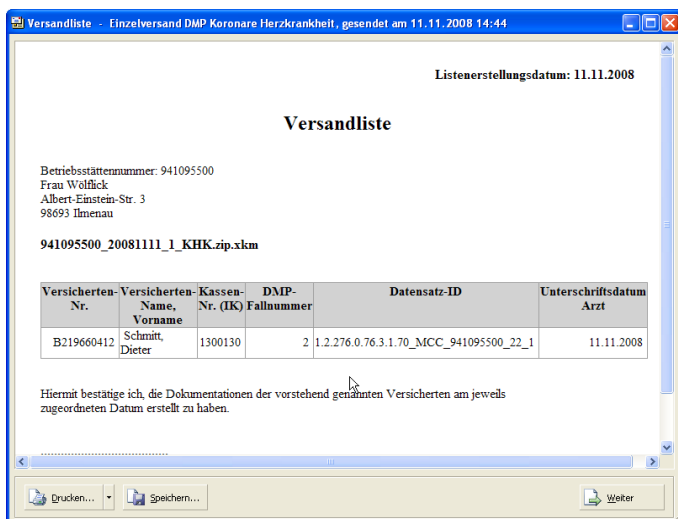 Versandliste - Einzelversand DMP Koronare Herzkrankheit, gesendet am 11.11.2008 14:44
Listenerstellungsdatum: 11.11.2008
Versandliste
Betriebsstättennummer: 941095500
Frau Wölflick
Albert-Einstein-Str. 3
98693 Ilmenau
941095500_20081111_1_KHK.zip.xkm
Versicherten- Versicherten- Kassen- DMP- Datensatz-ID Unterschriftsdatum
Nr. Name, Nr. (IK) Fallnummer Arzt
Vorname
B219660412 Schmitt, Dieter 1300130 2 1.2.276.0.76.3.1.70_MCC_941095500_22_1 11.11.2008
Hiermit bestätige ich, die Dokumentationen der vorstehend genannten Versicherten am jeweils
zugeordneten Datum erstellt zu haben.
Drucken... Speichern... Weiter